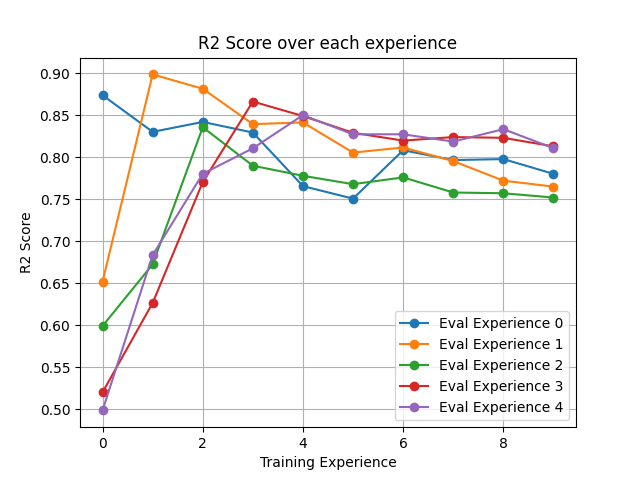 R2 Score over each experience
0.90
0.85
0.80
0.75
0.70
0.65
0.60
0.55
0.50
R2 Score
Eval Experience 0
Eval Experience 1
Eval Experience 2
Eval Experience 3
Eval Experience 4
0 2 4 6 8
Training Experience